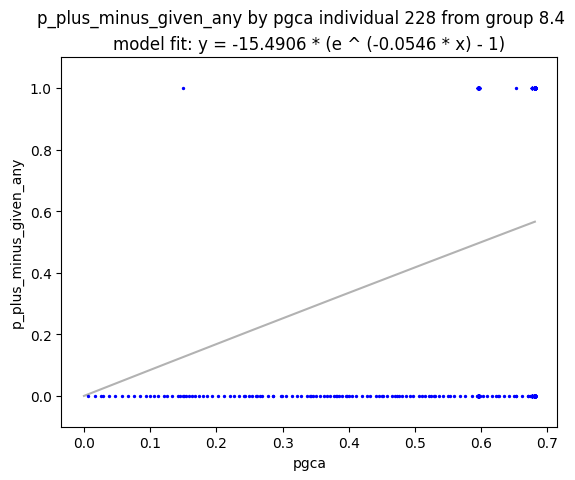 p_plus_minus_given_any by pgca individual 228 from group 8.4
model fit: y = -15.4906 * (e ^ (-0.0546 * x) - 1)
1.0
0.8
0.6
0.4
0.2
0.0
p_plus_minus_given_any
0.0 0.1 0.2 0.3 0.4 0.5 0.6 0.7
pgca